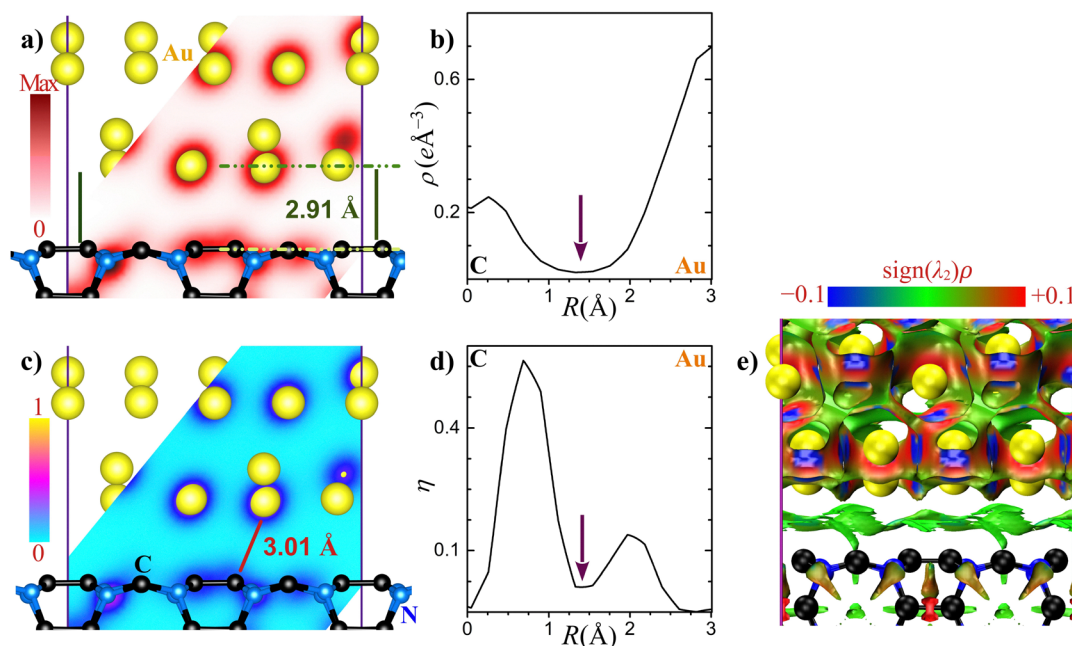 a)
Au
Max
0
2.91 Å
b)
ρ (eÅ⁻³)
0.6
0.2
C
Au
0
1
2
3
R(Å)
c)
1
0
3.01 Å
C
N
d)
C
Au
η
0.4
0.1
0
1
2
3
R(Å)
sign(λ₂)ρ
−0.1
+0.1
e)